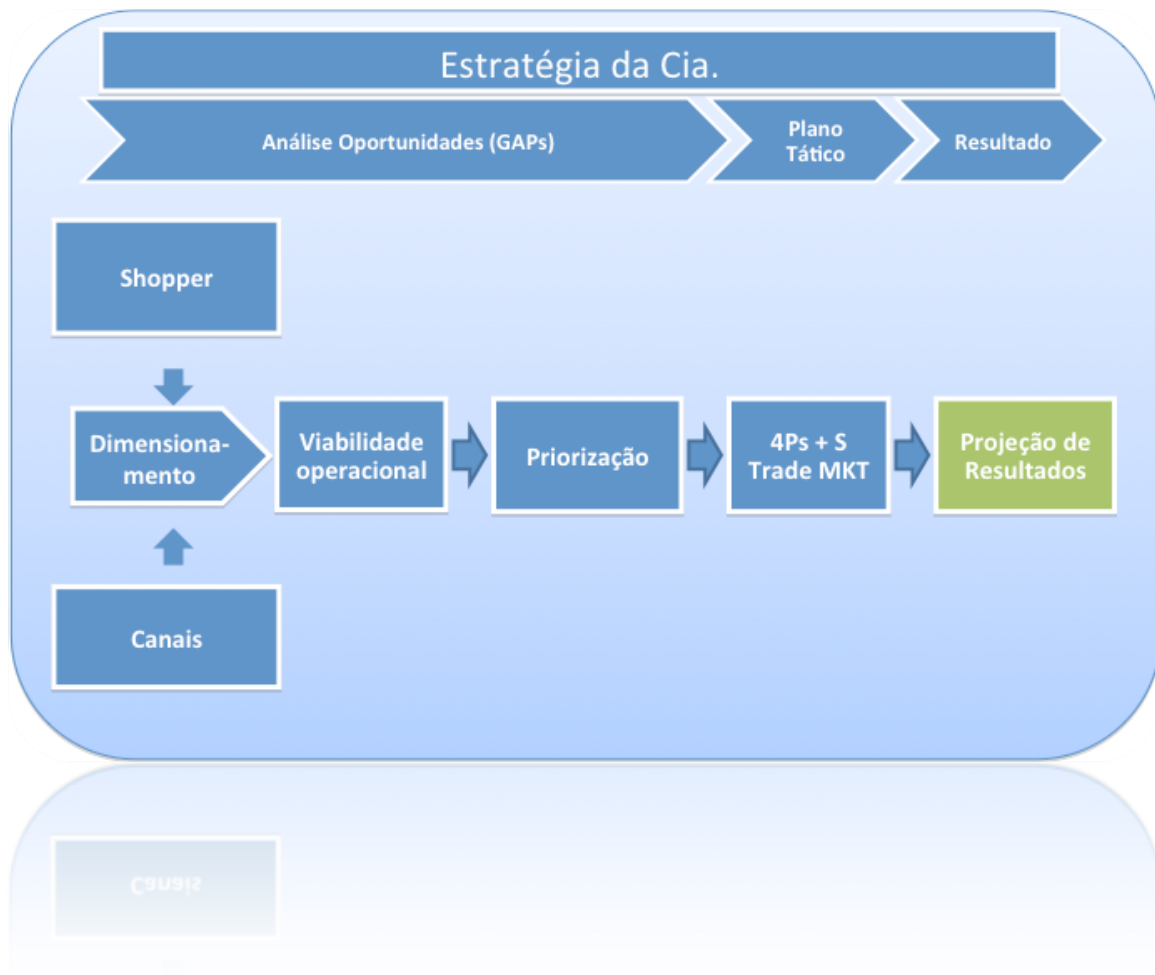 Estratégia da Cia.
Análise Oportunidades (GAPs)
Plano
Tático
Resultado
Shopper
Dimensiona-
mento
Viabilidade
operacional
Priorização
4Ps + S
Trade MKT
Projeção de
Resultados
Canais
Canais